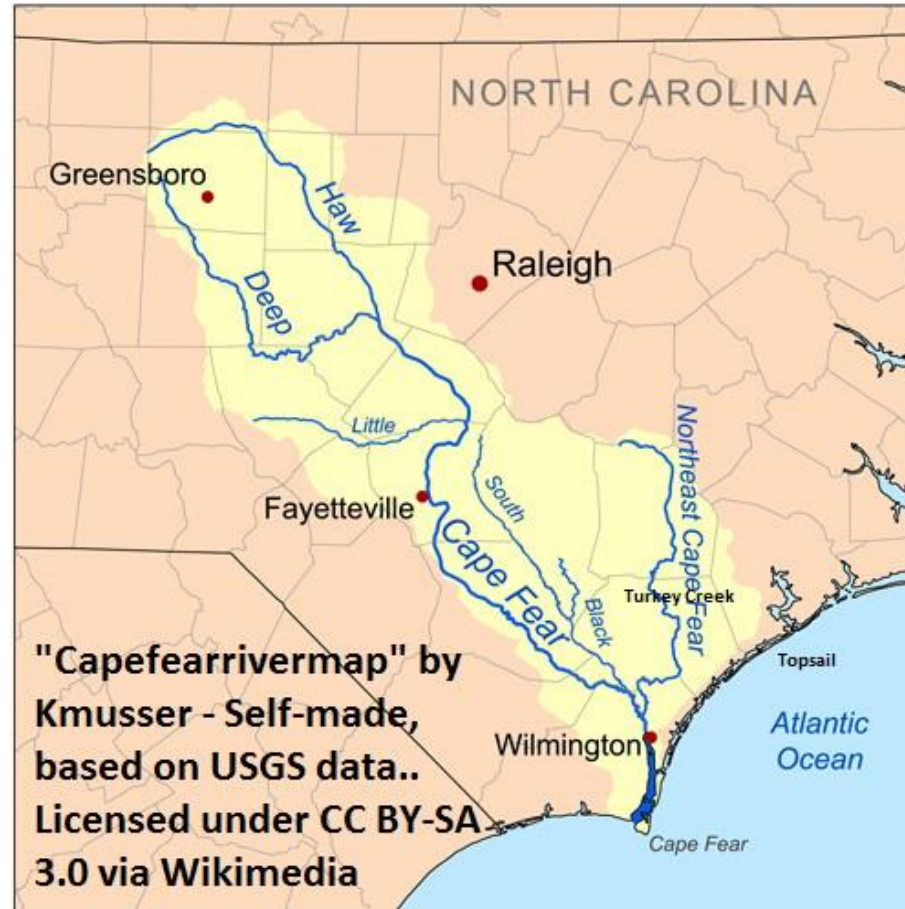 NORTH CAROLINA
Greensboro
Haw
Raleigh
Deep
Little
Northeast Cape Fear
South
Fayetteville
Cape Fear
Black
Turkey Creek
Topsail
"Capefearrivermap" by
Kmusser - Self-made,
based on USGS data..
Licensed under CC BY-SA
3.0 via Wikimedia
Wilmington
Atlantic
Ocean
Cape Fear